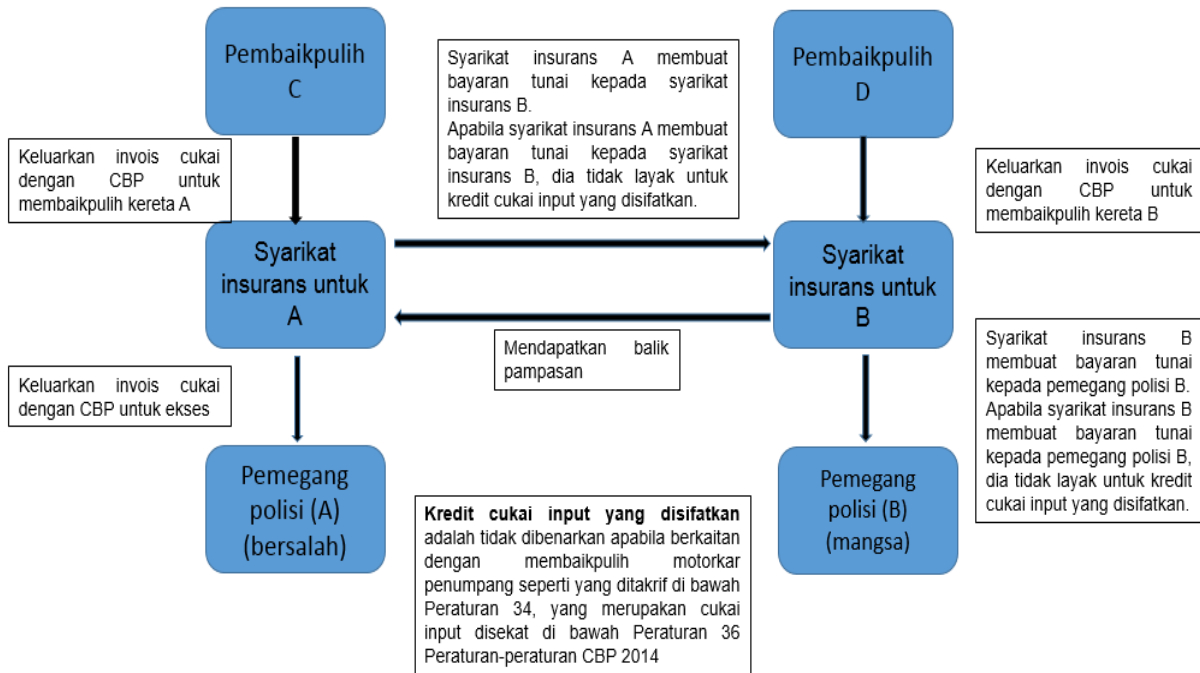 Pembaikpulih
C
Syarikat insurans A membuat
bayaran tunai kepada syarikat
insurans B.
Apabila syarikat insurans A membuat
bayaran tunai kepada syarikat
insurans B, dia tidak layak untuk
kredit cukai input yang disifatkan.
Pembaikpulih
D
Keluarkan invois cukai
dengan CBP untuk
membaikpulih kereta A
Keluarkan invois cukai
dengan CBP untuk
membaikpulih kereta B
Syarikat
insurans untuk
A
Syarikat
insurans untuk
B
Mendapatkan balik
pampasan
Keluarkan invois cukai
dengan CBP untuk ekses
Syarikat insurans B
membuat bayaran tunai
kepada pemegang polisi B.
Apabila syarikat insurans B
membuat bayaran tunai
kepada pemegang polisi B,
dia tidak layak untuk kredit
cukai input yang disifatkan.
Pemegang
polisi (A)
(bersalah)
Kredit cukai input yang disifatkan
adalah tidak dibenarkan apabila berkaitan
dengan membaikpulih motorkar
penumpang seperti yang ditakrif di bawah
Peraturan 34, yang merupakan cukai
input disekat di bawah Peraturan 36
Peraturan-peraturan CBP 2014
Pemegang
polisi (B)
(mangsa)